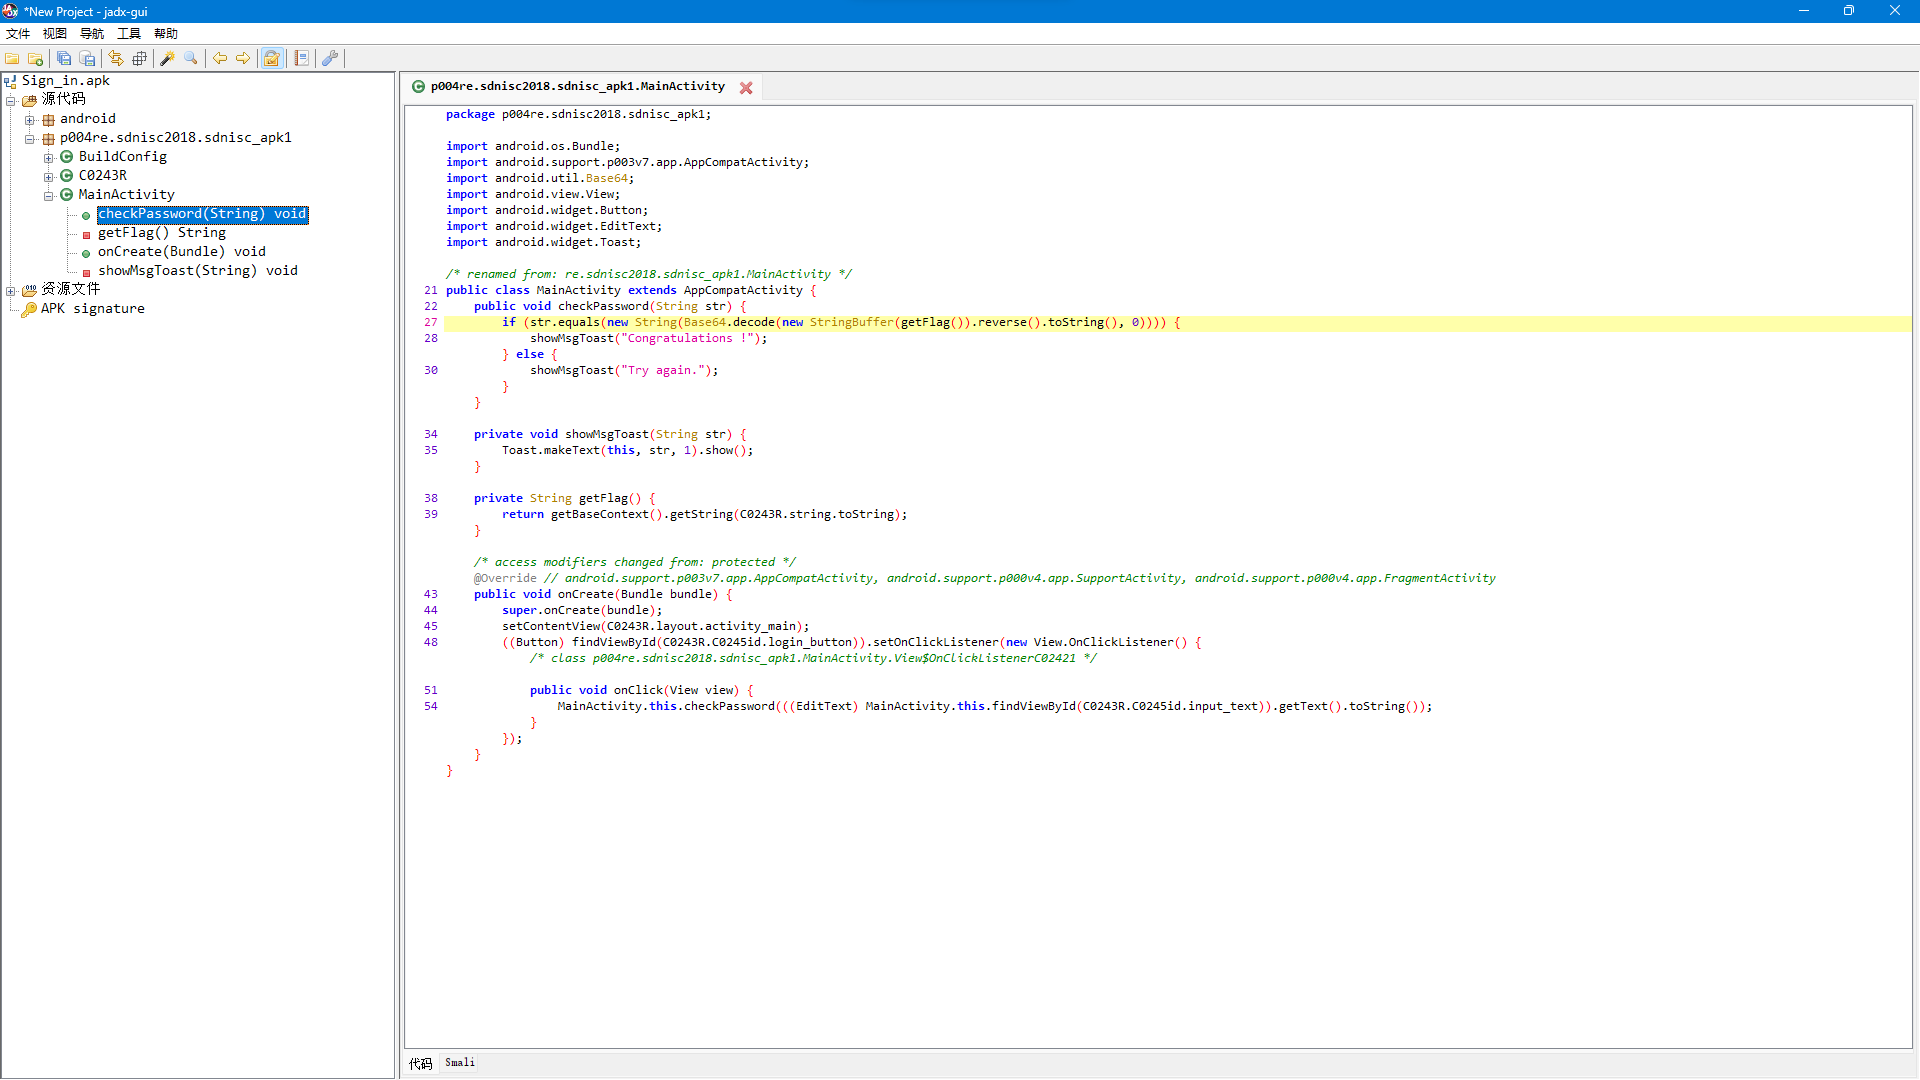 *New Project - jadx-gui
文件 视图 导航 工具 帮助
Sign_in.apk
源代码
android
p004re.sdnisc2018.sdnisc_apk1
BuildConfig
C0243R
MainActivity
checkPassword(String) void
getFlag() String
onCreate(Bundle) void
showMsgToast(String) void
资源文件
APK signature
p004re.sdnisc2018.sdnisc_apk1.MainActivity
package p004re.sdnisc2018.sdnisc_apk1;
import android.os.Bundle;
import android.support.p003v7.app.AppCompatActivity;
import android.util.Base64;
import android.view.View;
import android.widget.Button;
import android.widget.EditText;
import android.widget.Toast;
/* renamed from: re.sdnisc2018.sdnisc_apk1.MainActivity */
21 public class MainActivity extends AppCompatActivity {
22 public void checkPassword(String str) {
27 if (str.equals(new String(Base64.decode(new StringBuffer(getFlag()).reverse().toString(), 0)))) {
28 showMsgToast("Congratulations !");
} else {
30 showMsgToast("Try again.");
}
}
34 private void showMsgToast(String str) {
35 Toast.makeText(this, str, 1).show();
}
38 private String getFlag() {
39 return getBaseContext().getString(C0243R.string.toString);
}
/* access modifiers changed from: protected */
@Override // android.support.p003v7.app.AppCompatActivity, android.support.p000v4.app.SupportActivity, android.support.p000v4.app.FragmentActivity
43 public void onCreate(Bundle bundle) {
44 super.onCreate(bundle);
45 setContentView(C0243R.layout.activity_main);
48 ((Button) findViewById(C0243R.C0245id.login_button)).setOnClickListener(new View.OnClickListener() {
/* class p004re.sdnisc2018.sdnisc_apk1.MainActivity.View$OnClickListenerC02421 */
51 public void onClick(View view) {
54 MainActivity.this.checkPassword(((EditText) MainActivity.this.findViewById(C0243R.C0245id.input_text)).getText().toString());
}
});
}
}
代码 Smali